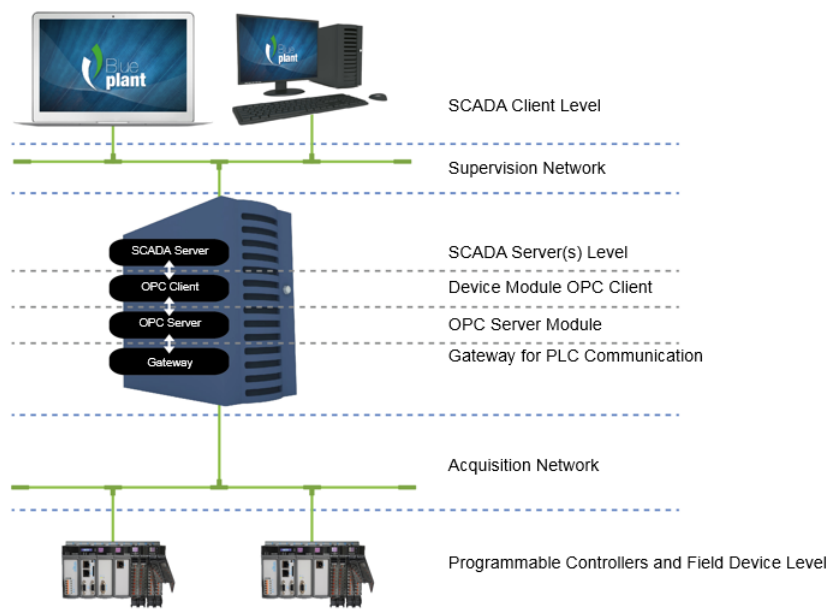 Blue
plant
Blue
plant
SCADA Client Level
Supervision Network
SCADA Server
SCADA Server(s) Level
OPC Client
Device Module OPC Client
OPC Server
OPC Server Module
Gateway
Gateway for PLC Communication
Acquisition Network
Programmable Controllers and Field Device Level